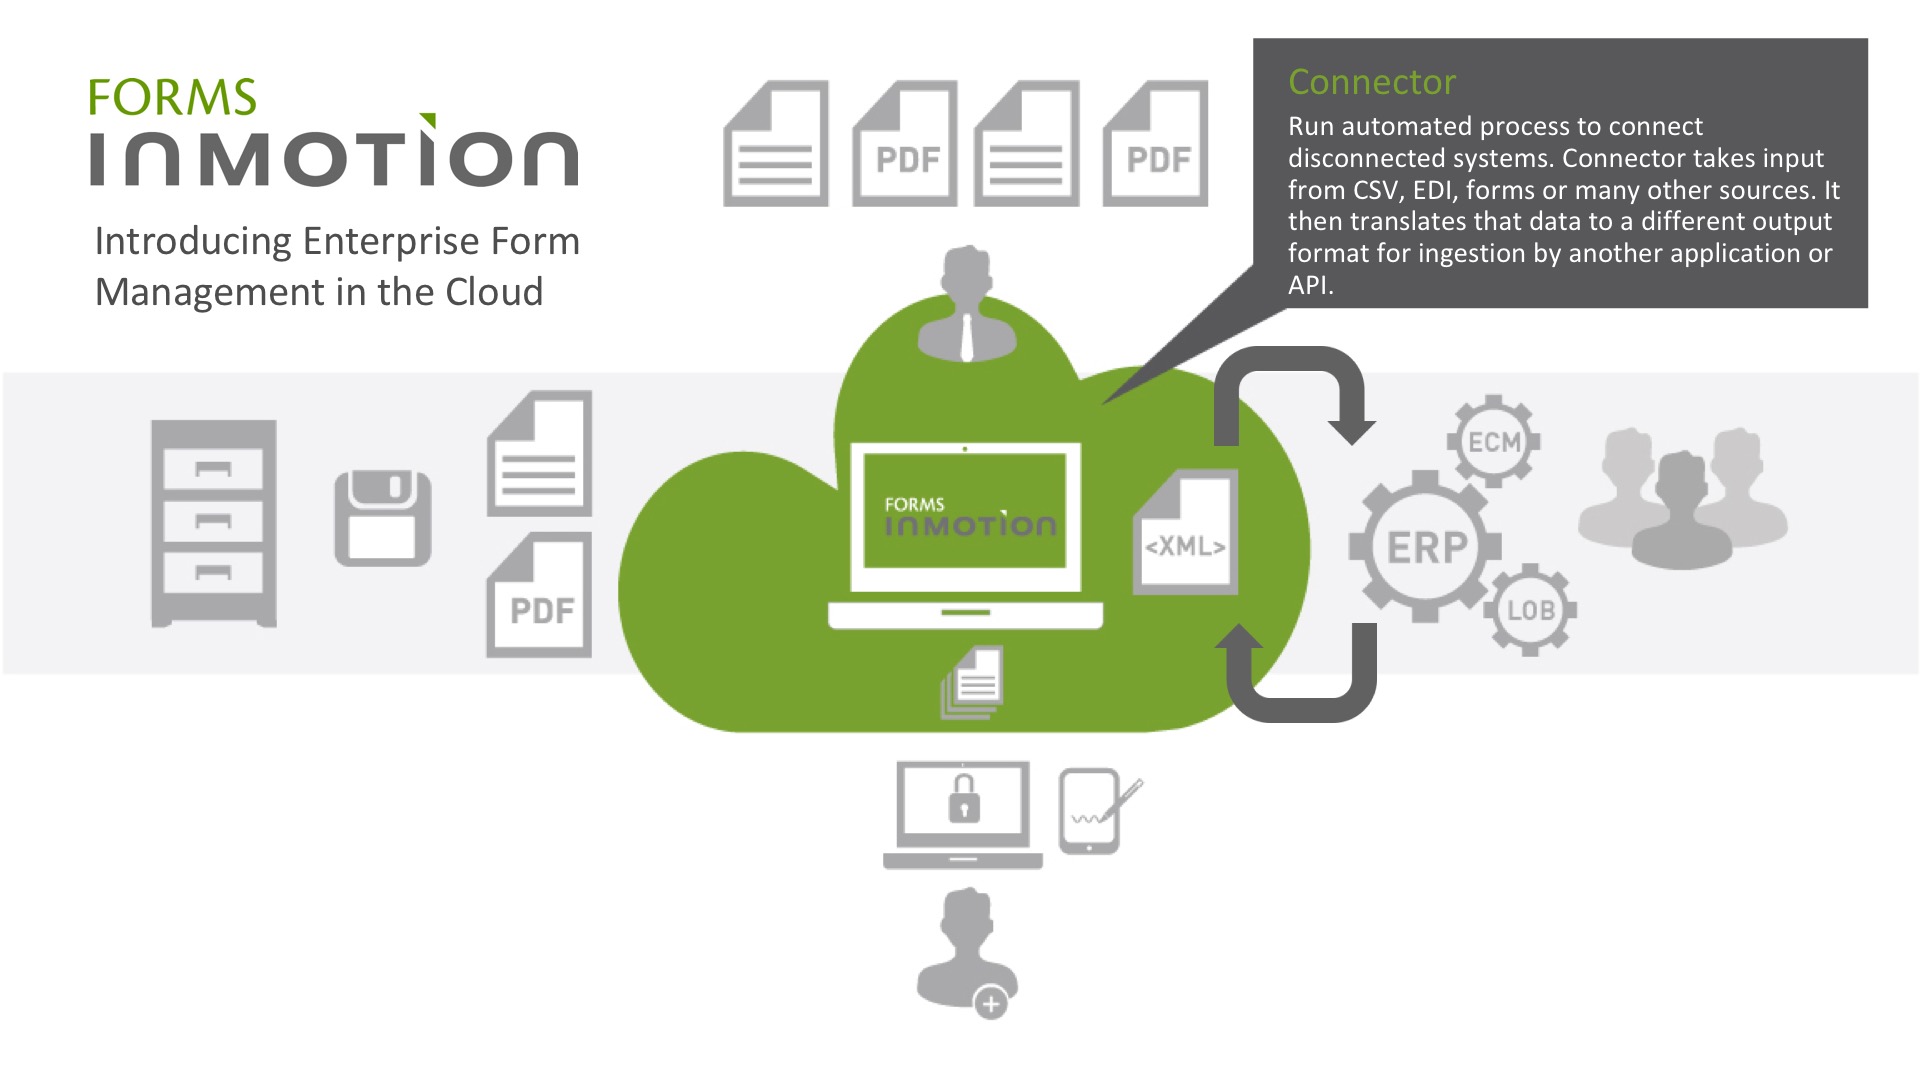 FORMS
INMOTION
Introducing Enterprise Form
Management in the Cloud
PDF
PDF
Connector
Run automated process to connect
disconnected systems. Connector takes input
from CSV, EDI, forms or many other sources. It
then translates that data to a different output
format for ingestion by another application or
API.
PDF
FORMS
INMOTION
<XML>
ECM
ERP
LOB